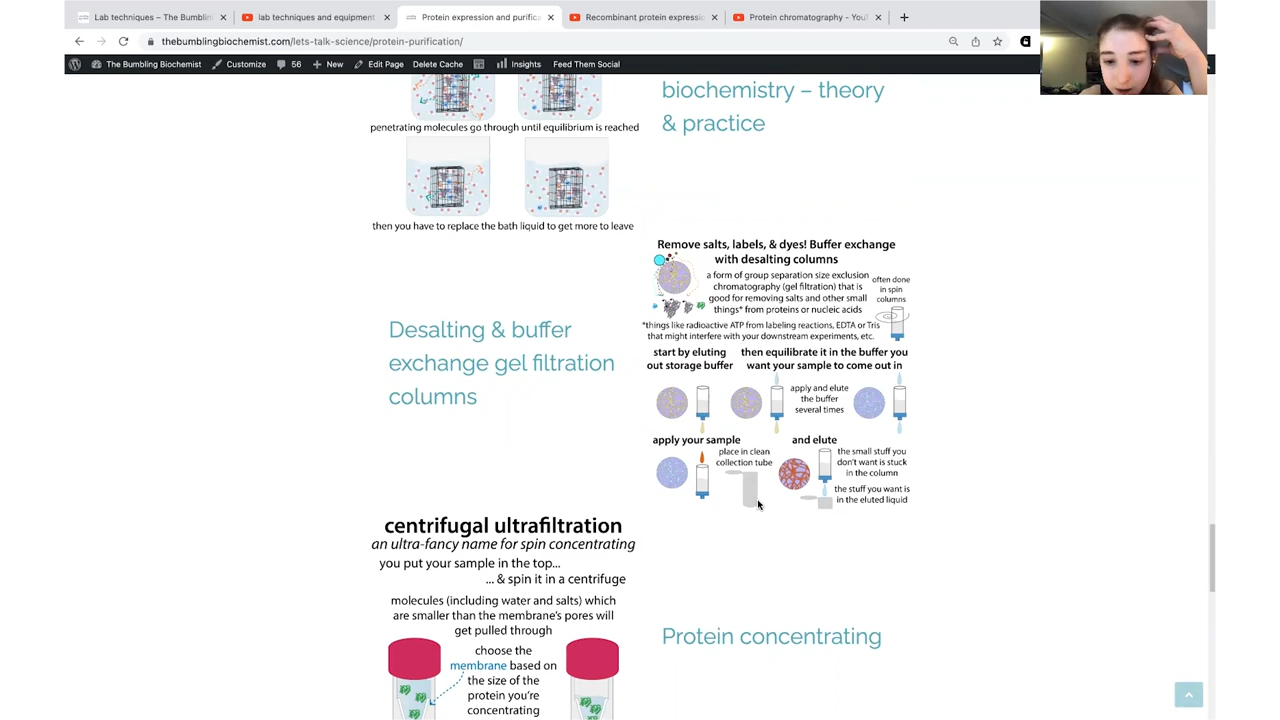 Lab techniques – The Bumblin
lab techniques and equipment
Protein expression and purifica
Recombinant protein expressio
Protein chromatography - You
thebumblingbiochemist.com/lets-talk-science/protein-purification/
The Bumbling Biochemist
Customize
56
New
Edit Page
Delete Cache
Insights
Feed Them Social
penetrating molecules go through until equilibrium is reached
then you have to replace the bath liquid to get more to leave
biochemistry – theory
& practice
Desalting & buffer
exchange gel filtration
columns
Remove salts, labels, & dyes! Buffer exchange
with desalting columns
a form of group separation size exclusion
chromatography (gel filtration) that is
good for removing salts and other small
things* from proteins or nucleic acids
often done
in spin
columns
*things like radioactive ATP from labeling reactions, EDTA or Tris
that might interfere with your downstream experiments, etc.
start by eluting
out storage buffer
then equilibrate it in the buffer you
want your sample to come out in
apply and elute
the buffer
several times
apply your sample
place in clean
collection tube
and elute
the small stuff you
don't want is stuck
in the column
the stuff you want is
in the eluted liquid
centrifugal ultrafiltration
an ultra-fancy name for spin concentrating
you put your sample in the top...
... & spin it in a centrifuge
molecules (including water and salts) which
are smaller than the membrane's pores will
get pulled through
choose the
membrane based on
the size of the
protein you're
concentrating
Protein concentrating